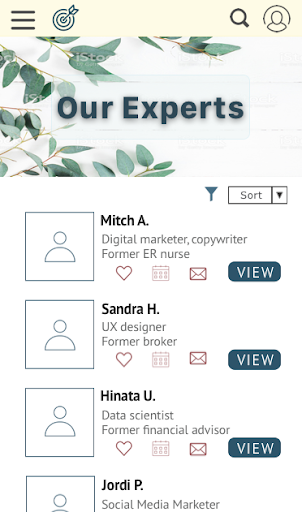 Our Experts
Sort
Mitch A.
Digital marketer, copywriter
Former ER nurse
VIEW
Sandra H.
UX designer
Former broker
VIEW
Hinata U.
Data scientist
Former financial advisor
VIEW
Jordi P.
Social Media Marketer